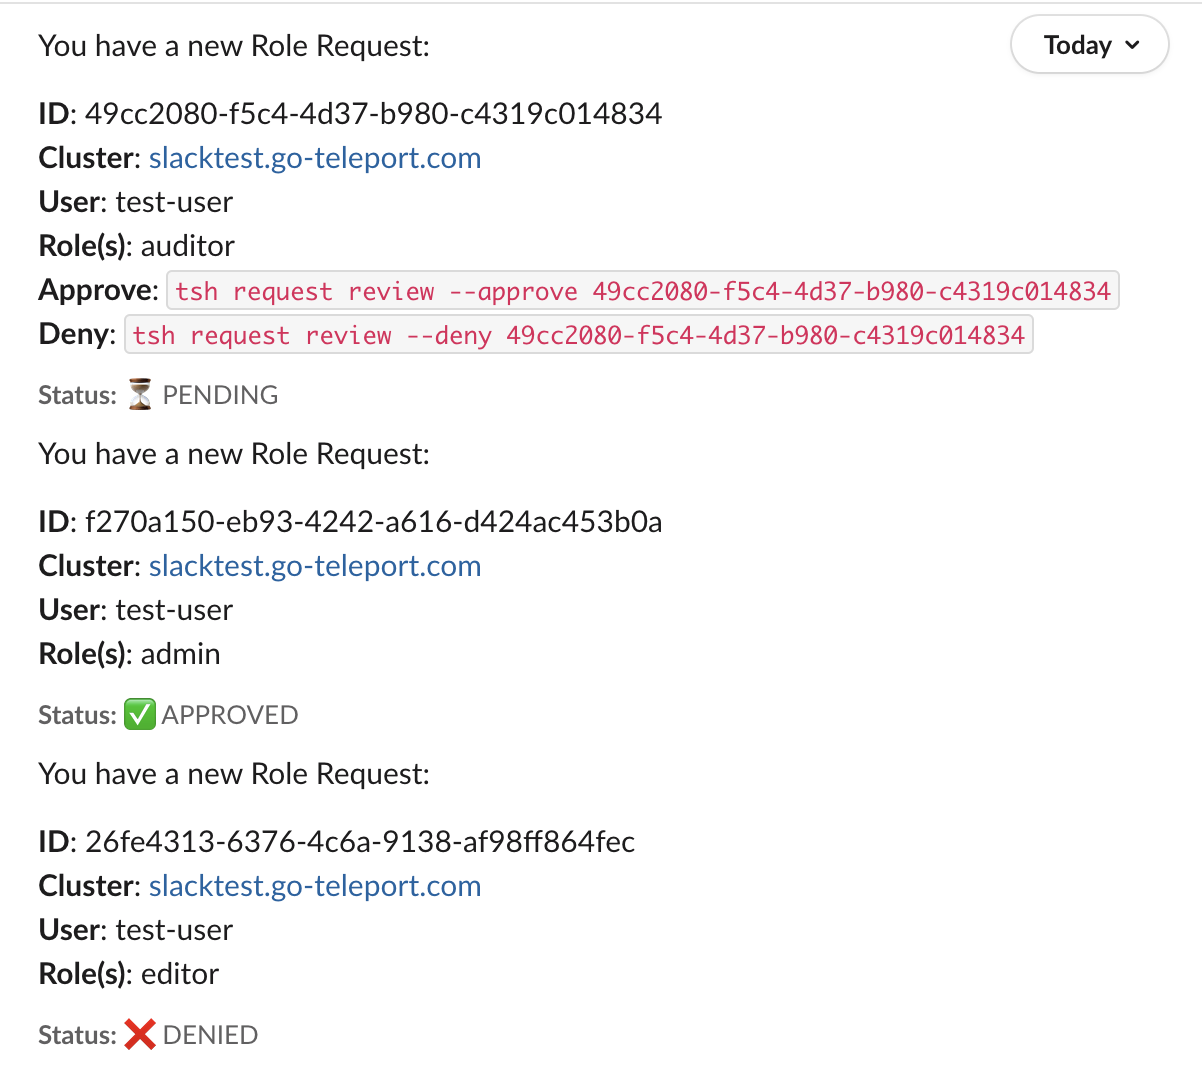 You have a new Role Request:
Today
ID: 49cc2080-f5c4-4d37-b980-c4319c014834
Cluster: slacktest.go-teleport.com
User: test-user
Role(s): auditor
Approve: tsh request review --approve 49cc2080-f5c4-4d37-b980-c4319c014834
Deny: tsh request review --deny 49cc2080-f5c4-4d37-b980-c4319c014834
Status: ⏳ PENDING
You have a new Role Request:
ID: f270a150-eb93-4242-a616-d424ac453b0a
Cluster: slacktest.go-teleport.com
User: test-user
Role(s): admin
Status: ✅ APPROVED
You have a new Role Request:
ID: 26fe4313-6376-4c6a-9138-af98ff864fec
Cluster: slacktest.go-teleport.com
User: test-user
Role(s): editor
Status: ❌ DENIED